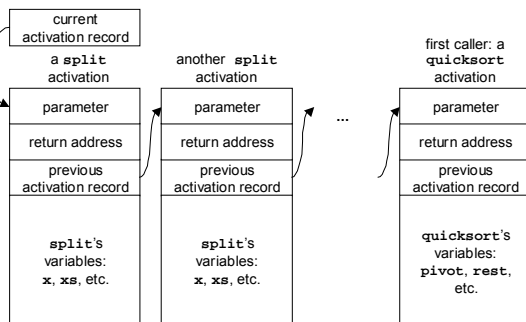 current
activation record
a split
activation
parameter
return address
previous
activation record
split's
variables:
x, xs, etc.
another split
activation
parameter
return address
previous
activation record
split's
variables:
x, xs, etc.
...
first caller: a
quicksort
activation
parameter
return address
previous
activation record
quicksort's
variables:
pivot, rest,
etc.